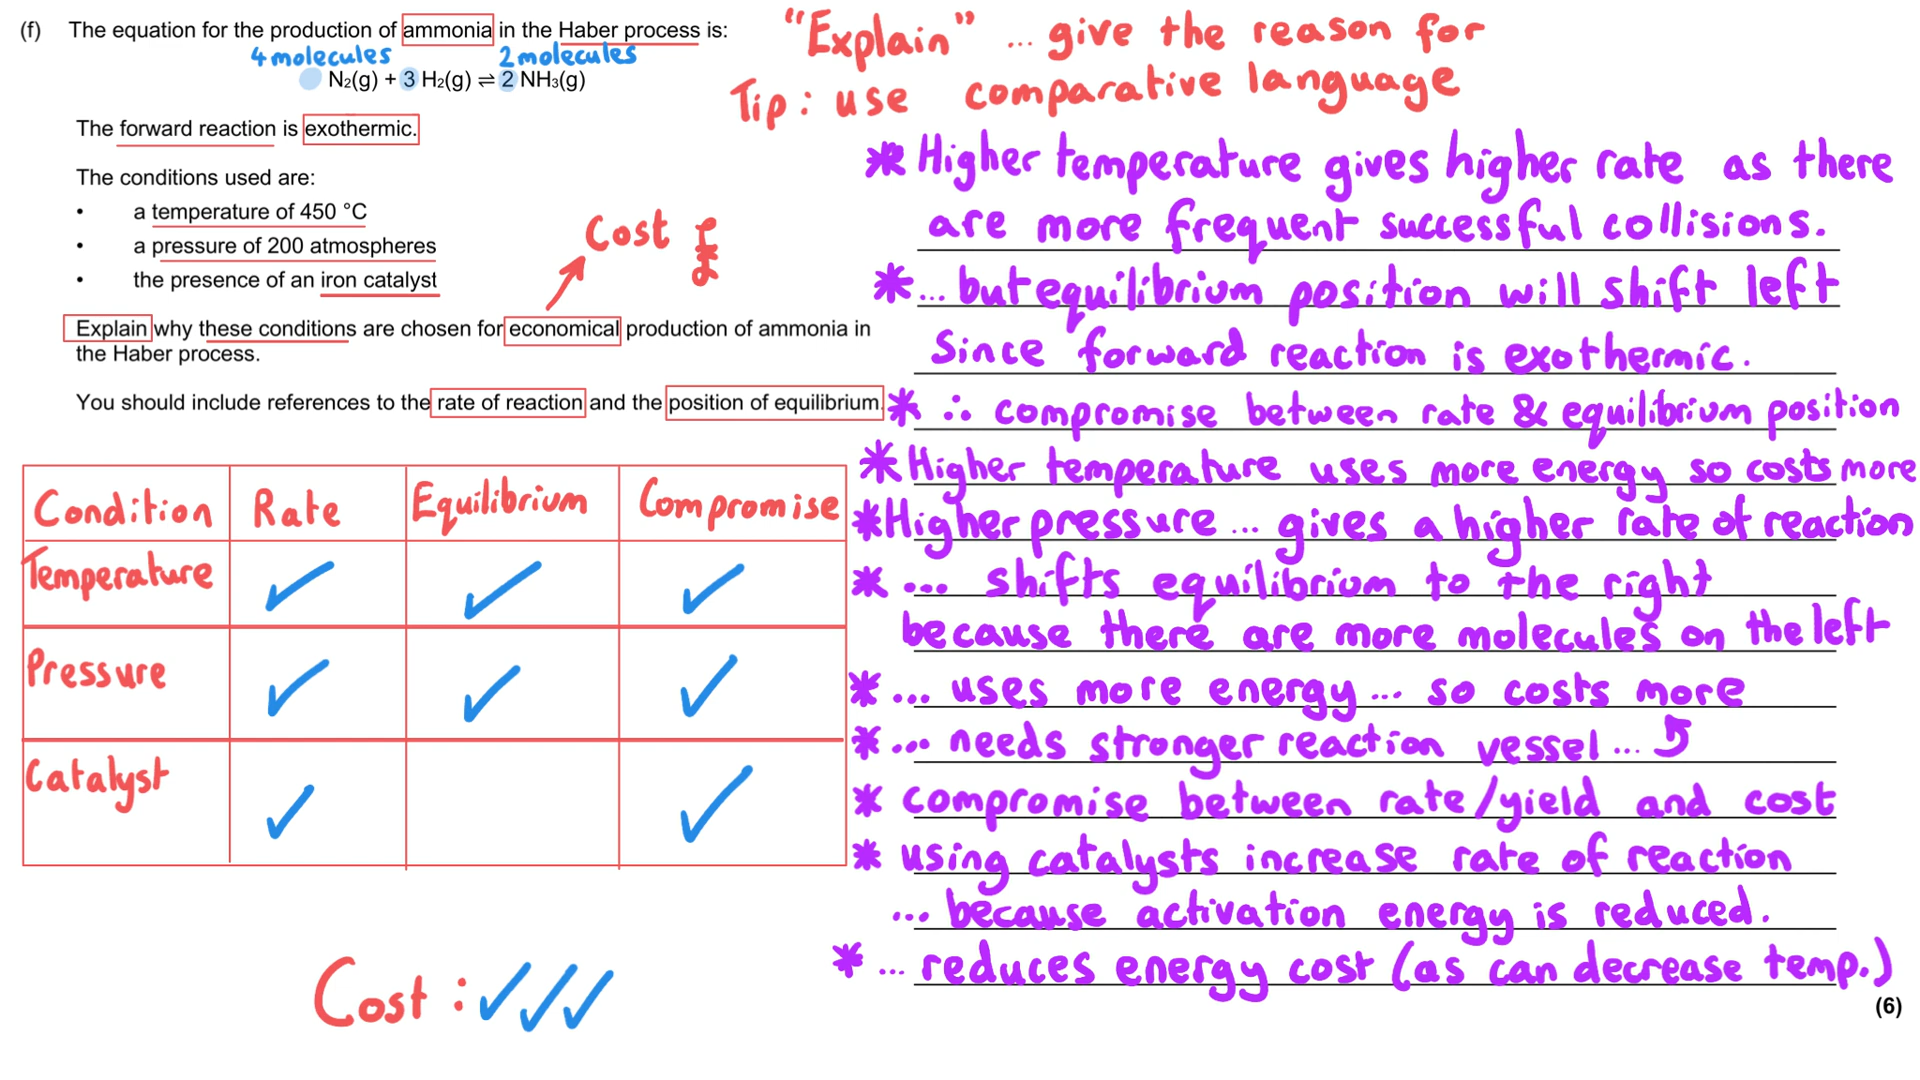 (f) The equation for the production of ammonia in the Haber process is:
4 molecules 2 molecules
N₂(g) + 3 H₂(g) ⇌ 2 NH₃(g)
The forward reaction is exothermic.
The conditions used are:
• a temperature of 450 °C
• a pressure of 200 atmospheres
• the presence of an iron catalyst
Cost £££
Explain why these conditions are chosen for economical production of ammonia in
the Haber process.
You should include references to the rate of reaction and the position of equilibrium.
Condition Rate Equilibrium Compromise
Temperature ✓ ✓ ✓
Pressure ✓ ✓ ✓
Catalyst ✓ ✓
Cost : ✓✓✓
"Explain" ... give the reason for
Tip : use comparative language
* Higher temperature gives higher rate as there
are more frequent successful collisions.
* ... but equilibrium position will shift left
Since forward reaction is exothermic.
* ∴ compromise between rate & equilibrium position
* Higher temperature uses more energy so costs more
* Higher pressure ... gives a higher rate of reaction
* ... shifts equilibrium to the right
because there are more molecules on the left
* ... uses more energy ... so costs more
* ... needs stronger reaction vessel ...
* compromise between rate/yield and cost
* using catalysts increase rate of reaction
... because activation energy is reduced.
* ... reduces energy cost (as can decrease temp.)
(6)